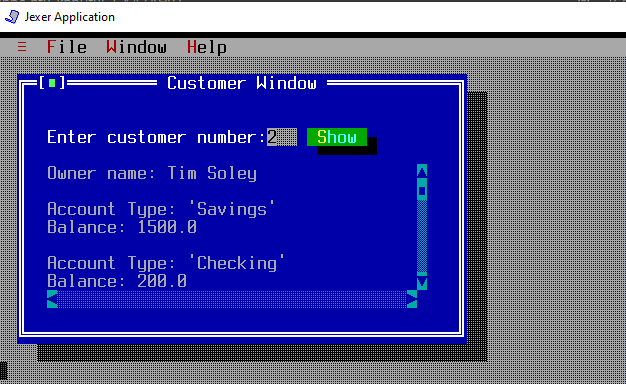 Jexer Application
≡ File Window Help
Customer Window
Enter customer number:2 Show
Owner name: Tim Soley
Account Type: 'Savings'
Balance: 1500.0
Account Type: 'Checking'
Balance: 200.0